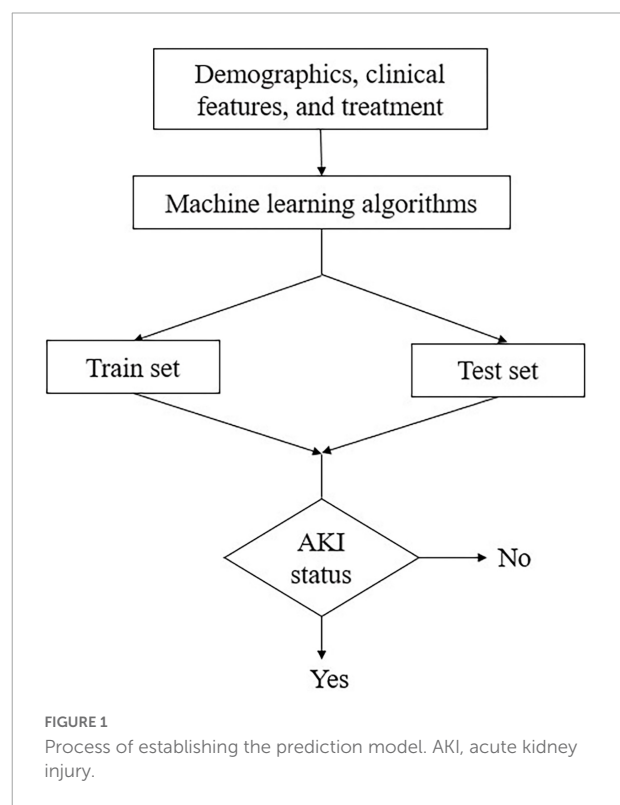 Demographics, clinical
features, and treatment
Machine learning algorithms
Train set
Test set
AKI
status
No
Yes
FIGURE 1
Process of establishing the prediction model. AKI, acute kidney
injury.